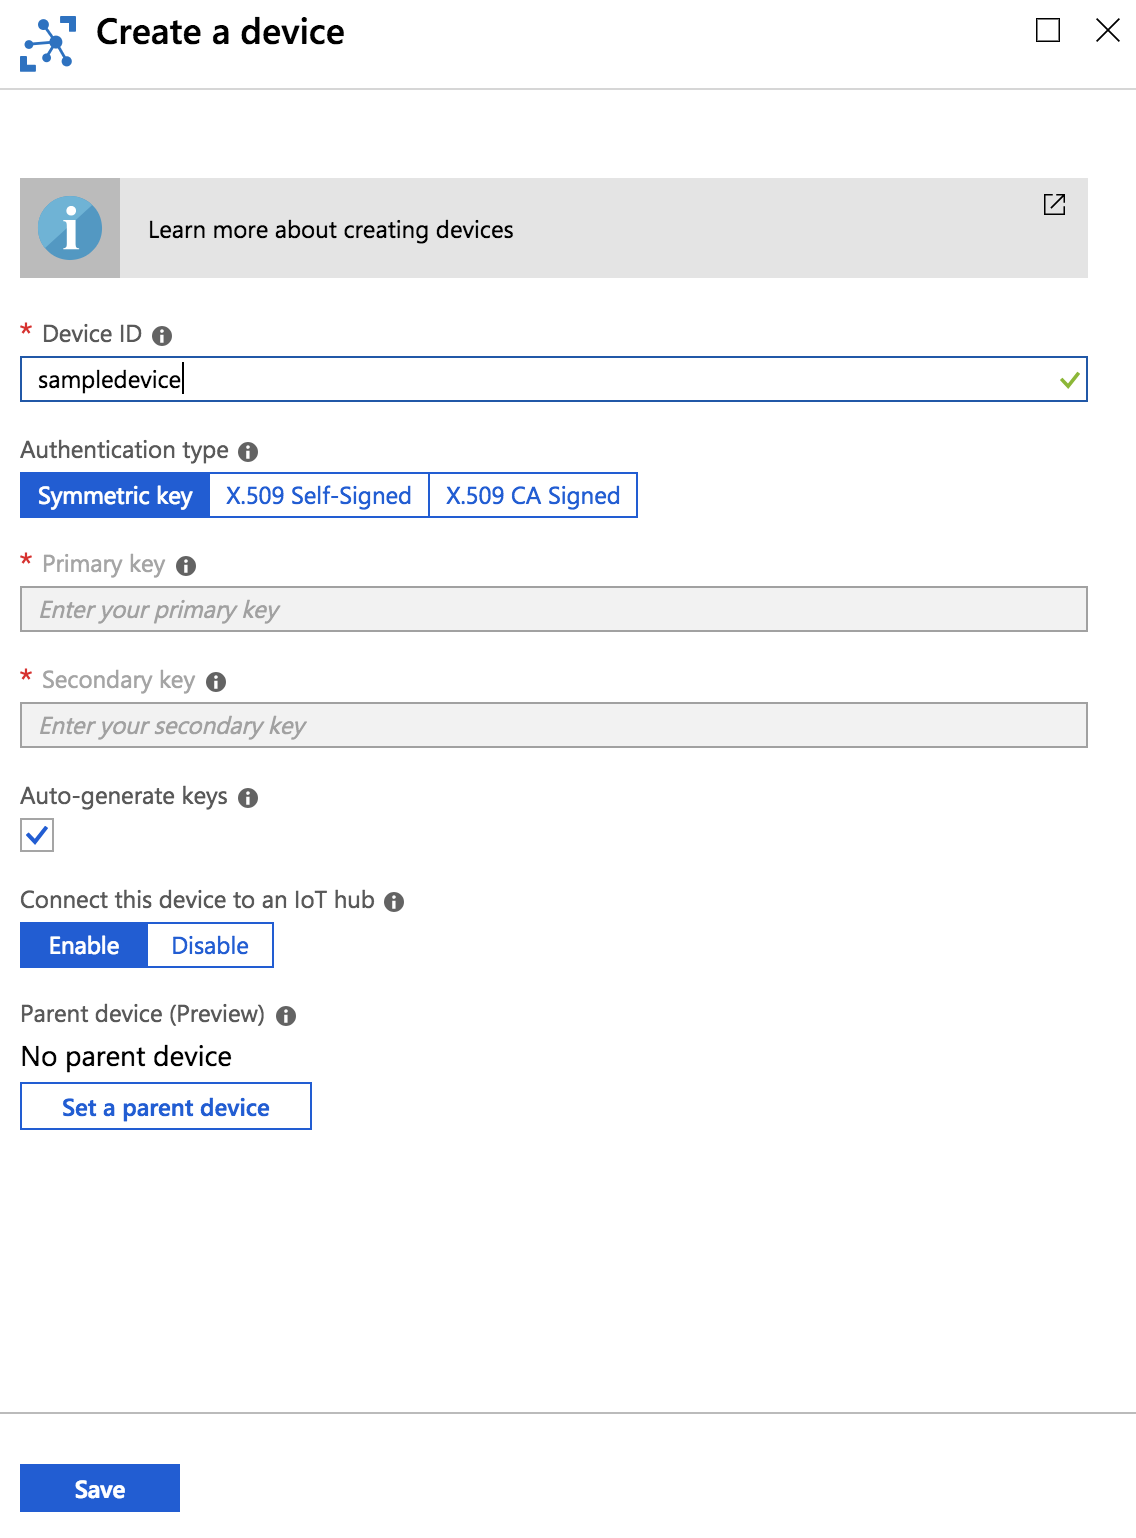 Create a device
Learn more about creating devices
* Device ID
sampledevice
Authentication type
Symmetric key X.509 Self-Signed X.509 CA Signed
* Primary key
Enter your primary key
* Secondary key
Enter your secondary key
Auto-generate keys
Connect this device to an IoT hub
Enable Disable
Parent device (Preview)
No parent device
Set a parent device
Save